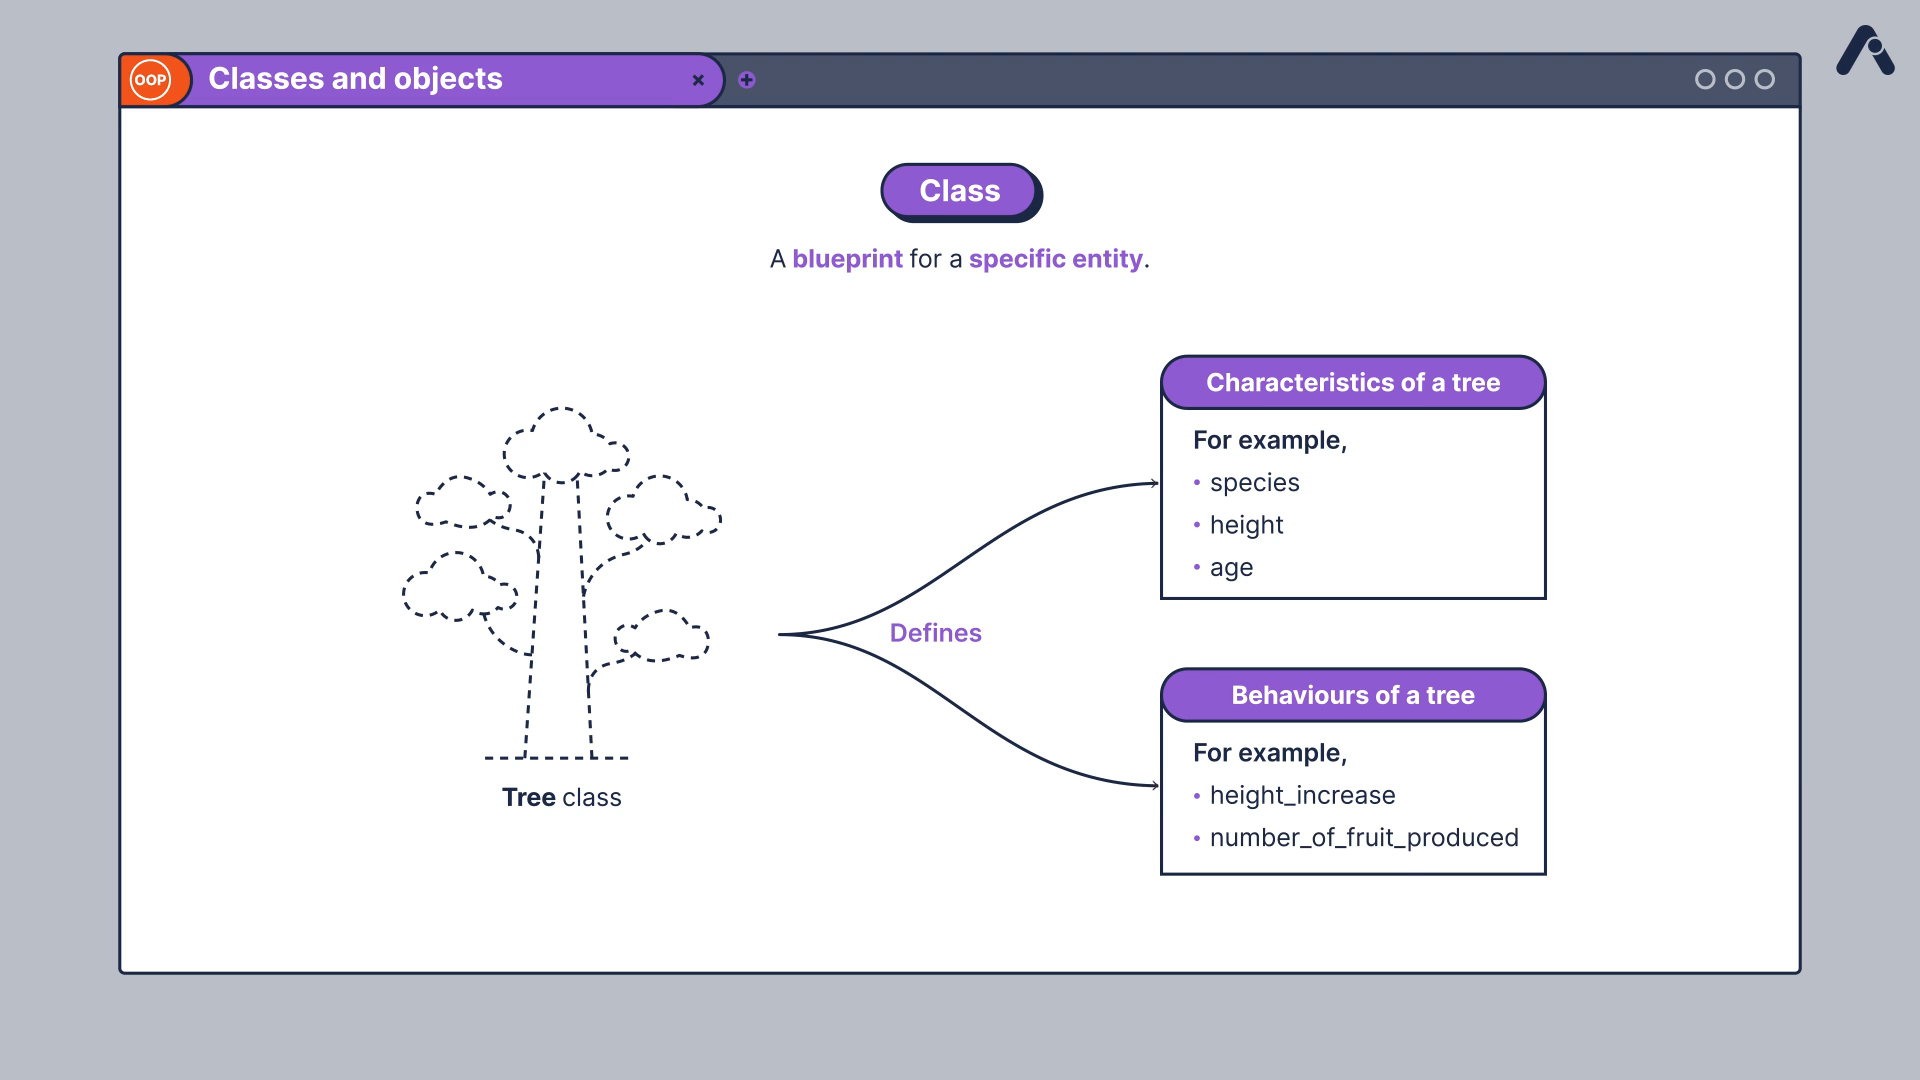 OOP
Classes and objects
Class
A blueprint for a specific entity.
Characteristics of a tree
For example,
• species
• height
• age
Defines
Behaviours of a tree
For example,
• height_increase
• number_of_fruit_produced
Tree class